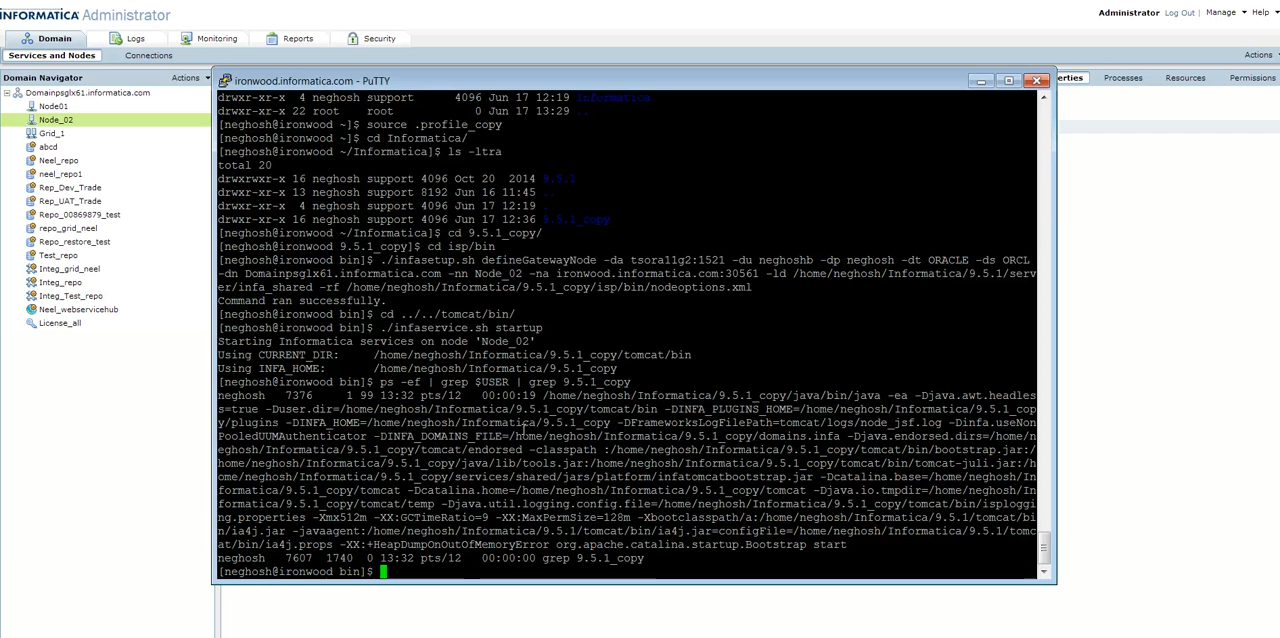 INFORMATICA Administrator
Administrator Log Out Manage Help
Domain Logs Monitoring Reports Security
Services and Nodes Connections Actions
Domain Navigator Actions
erties Processes Resources Permissions
Domainpsglx61.informatica.com
Node01
Node_02
Grid_1
abcd
Neel_repo
neel_repo1
Rep_Dev_Trade
Rep_UAT_Trade
Repo_00869879_test
repo_grid_neel
Repo_restore_test
Test_repo
Integ_grid_neel
Integ_repo
Integ_Test_repo
Neel_webservicehub
License_all
ironwood.informatica.com - PuTTY
drwxr-xr-x 4 neghosh support 4096 Jun 17 12:19 Informatica
drwxr-xr-x 22 root root 0 Jun 17 13:29 ..
[neghosh@ironwood ~]$ source .profile_copy
[neghosh@ironwood ~]$ cd Informatica/
[neghosh@ironwood ~/Informatica]$ ls -ltra
total 20
drwxrwxr-x 16 neghosh support 4096 Oct 20 2014 9.5.1
drwxr-xr-x 13 neghosh support 8192 Jun 16 11:45 ..
drwxr-xr-x 4 neghosh support 4096 Jun 17 12:19 .
drwxr-xr-x 16 neghosh support 4096 Jun 17 12:36 9.5.1_copy
[neghosh@ironwood ~/Informatica]$ cd 9.5.1_copy/
[neghosh@ironwood 9.5.1_copy]$ cd isp/bin
[neghosh@ironwood bin]$ ./infasetup.sh defineGatewayNode -da tsora11g2:1521 -du neghoshb -dp neghosh -dt ORACLE -ds ORCL
-dn Domainpsglx61.informatica.com -nn Node_02 -na ironwood.informatica.com:30561 -ld /home/neghosh/Informatica/9.5.1/serv
er/infa_shared -rf /home/neghosh/Informatica/9.5.1_copy/isp/bin/nodeoptions.xml
Command ran successfully.
[neghosh@ironwood bin]$ cd ../../tomcat/bin/
[neghosh@ironwood bin]$ ./infaservice.sh startup
Starting Informatica services on node 'Node_02'
Using CURRENT_DIR: /home/neghosh/Informatica/9.5.1_copy/tomcat/bin
Using INFA_HOME: /home/neghosh/Informatica/9.5.1_copy
[neghosh@ironwood bin]$ ps -ef | grep $USER | grep 9.5.1_copy
neghosh 7376 1 99 13:32 pts/12 00:00:19 /home/neghosh/Informatica/9.5.1_copy/java/bin/java -ea -Djava.awt.headles
s=true -Duser.dir=/home/neghosh/Informatica/9.5.1_copy/tomcat/bin -DINFA_PLUGINS_HOME=/home/neghosh/Informatica/9.5.1_cop
y/plugins -DINFA_HOME=/home/neghosh/Informatica/9.5.1_copy -DFrameworksLogFilePath=tomcat/logs/node_jsf.log -Dinfa.useNon
PooledUUMAuthenticator -DINFA_DOMAINS_FILE=/home/neghosh/Informatica/9.5.1_copy/domains.infa -Djava.endorsed.dirs=/home/n
eghosh/Informatica/9.5.1_copy/tomcat/endorsed -classpath :/home/neghosh/Informatica/9.5.1_copy/tomcat/bin/bootstrap.jar:/
home/neghosh/Informatica/9.5.1_copy/java/lib/tools.jar:/home/neghosh/Informatica/9.5.1_copy/tomcat/bin/tomcat-juli.jar:/h
ome/neghosh/Informatica/9.5.1_copy/services/shared/jars/platform/infatomcatbootstrap.jar -Dcatalina.base=/home/neghosh/In
formatica/9.5.1_copy/tomcat -Dcatalina.home=/home/neghosh/Informatica/9.5.1_copy/tomcat -Djava.io.tmpdir=/home/neghosh/In
formatica/9.5.1_copy/tomcat/temp -Djava.util.logging.config.file=/home/neghosh/Informatica/9.5.1_copy/tomcat/bin/isploggi
ng.properties -Xmx512m -XX:GCTimeRatio=9 -XX:MaxPermSize=128m -Xbootclasspath/a:/home/neghosh/Informatica/9.5.1/tomcat/bi
n/ia4j.jar -javaagent:/home/neghosh/Informatica/9.5.1/tomcat/bin/ia4j.jar=configFile=/home/neghosh/Informatica/9.5.1/tomc
at/bin/ia4j.props -XX:+HeapDumpOnOutOfMemoryError org.apache.catalina.startup.Bootstrap start
neghosh 7607 1740 0 13:32 pts/12 00:00:00 grep 9.5.1_copy
[neghosh@ironwood bin]$